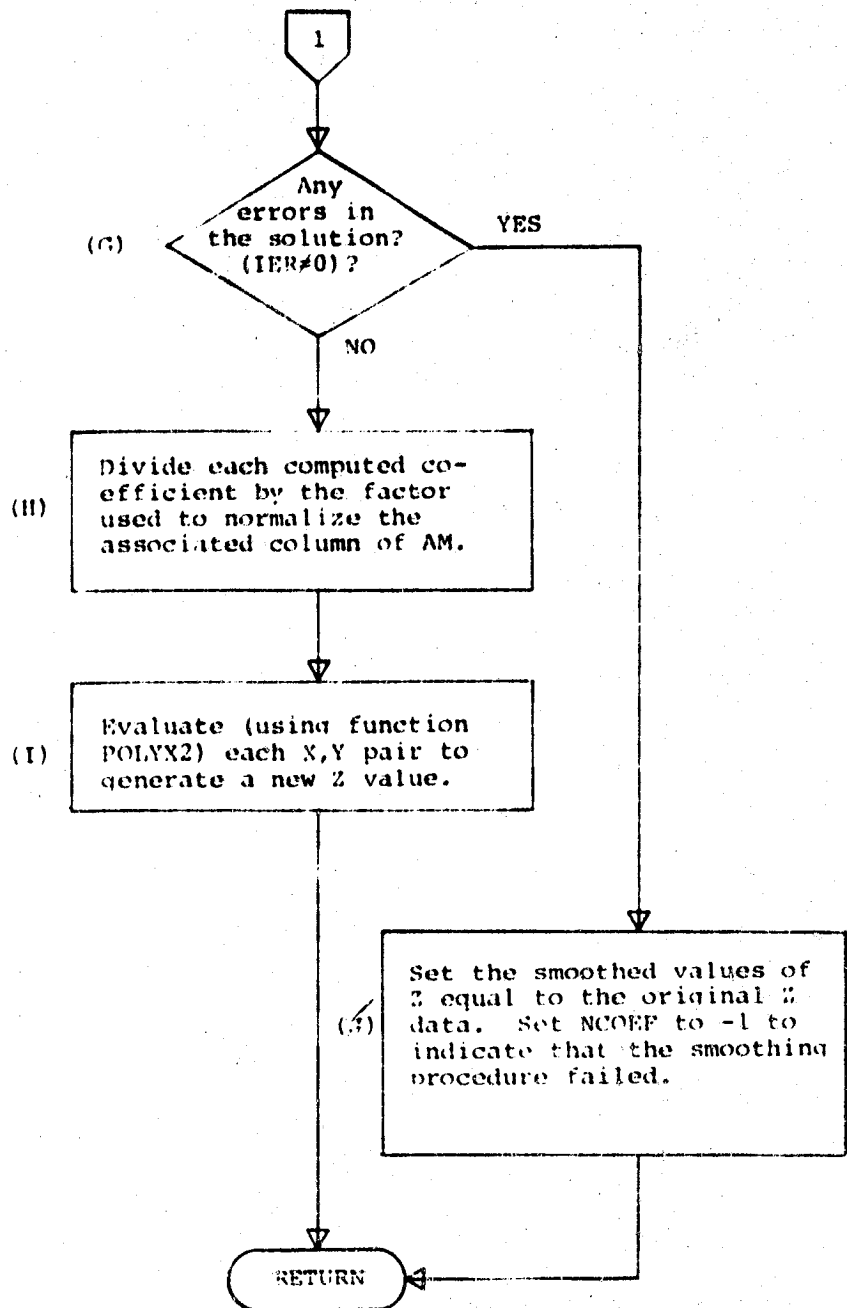 1
Any
errors in
the solution?
(IER≠0)?
(G)
YES
NO
(H)
Divide each computed co-
efficient by the factor
used to normalize the
associated column of AM.
(I)
Evaluate (using function
POLYX2) each X,Y pair to
generate a new Z value.
(J)
Set the smoothed values of
Z equal to the original Z
data. Set NCOEF to -1 to
indicate that the smoothing
procedure failed.
RETURN